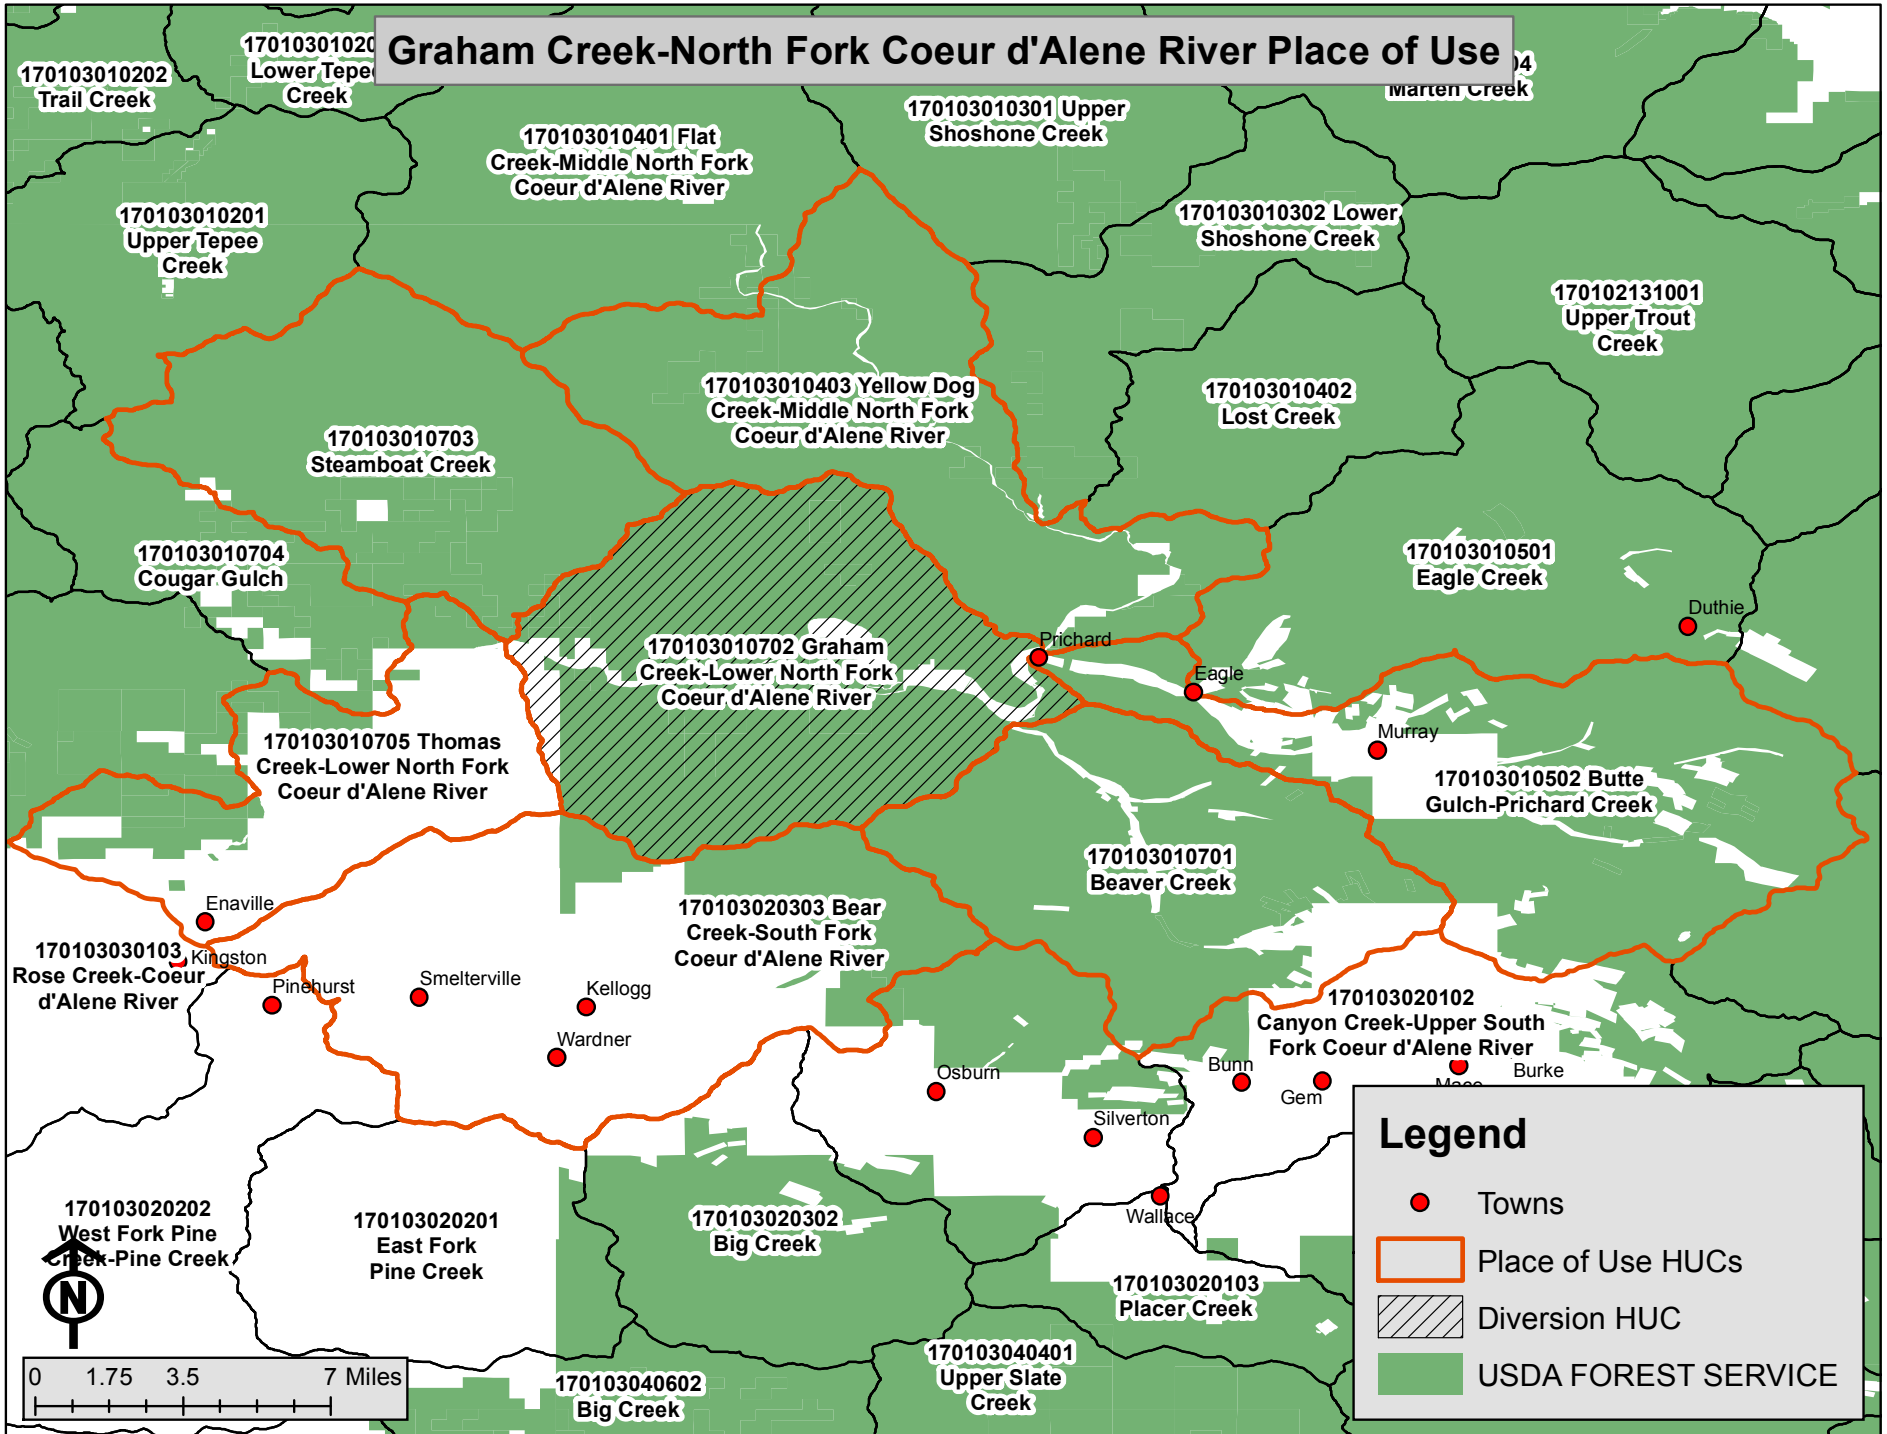 Graham Creek-North Fork Coeur d'Alene River Place of Use
170103010202
Trail Creek
Lower Tepee
Creek
Marten Creek
170103010301 Upper
Shoshone Creek
170103010401 Flat
Creek-Middle North Fork
Coeur d'Alene River
170103010201
Upper Tepee
Creek
170103010302 Lower
Shoshone Creek
170102131001
Upper Trout
Creek
170103010403 Yellow Dog
Creek-Middle North Fork
Coeur d'Alene River
170103010402
Lost Creek
170103010703
Steamboat Creek
170103010704
Cougar Gulch
170103010501
Eagle Creek
Duthie
170103010702 Graham
Creek-Lower North Fork
Coeur d'Alene River
Prichard
Eagle
Murray
170103010705 Thomas
Creek-Lower North Fork
Coeur d'Alene River
170103010502 Butte
Gulch-Prichard Creek
170103010701
Beaver Creek
Enaville
170103020303 Bear
Creek-South Fork
Coeur d'Alene River
170103030103
Rose Creek-Coeur
d'Alene River
Kingston
Pinehurst
Smelterville
Kellogg
Wardner
170103020102
Canyon Creek-Upper South
Fork Coeur d'Alene River
Osburn
Bunn
Gem
Mace
Burke
Silverton
Wallace
170103020202
West Fork Pine
Creek-Pine Creek
170103020201
East Fork
Pine Creek
170103020302
Big Creek
170103020103
Placer Creek
170103040401
Upper Slate
Creek
170103040602
Big Creek
N
0 1.75 3.5 7 Miles
Legend
Towns
Place of Use HUCs
Diversion HUC
USDA FOREST SERVICE